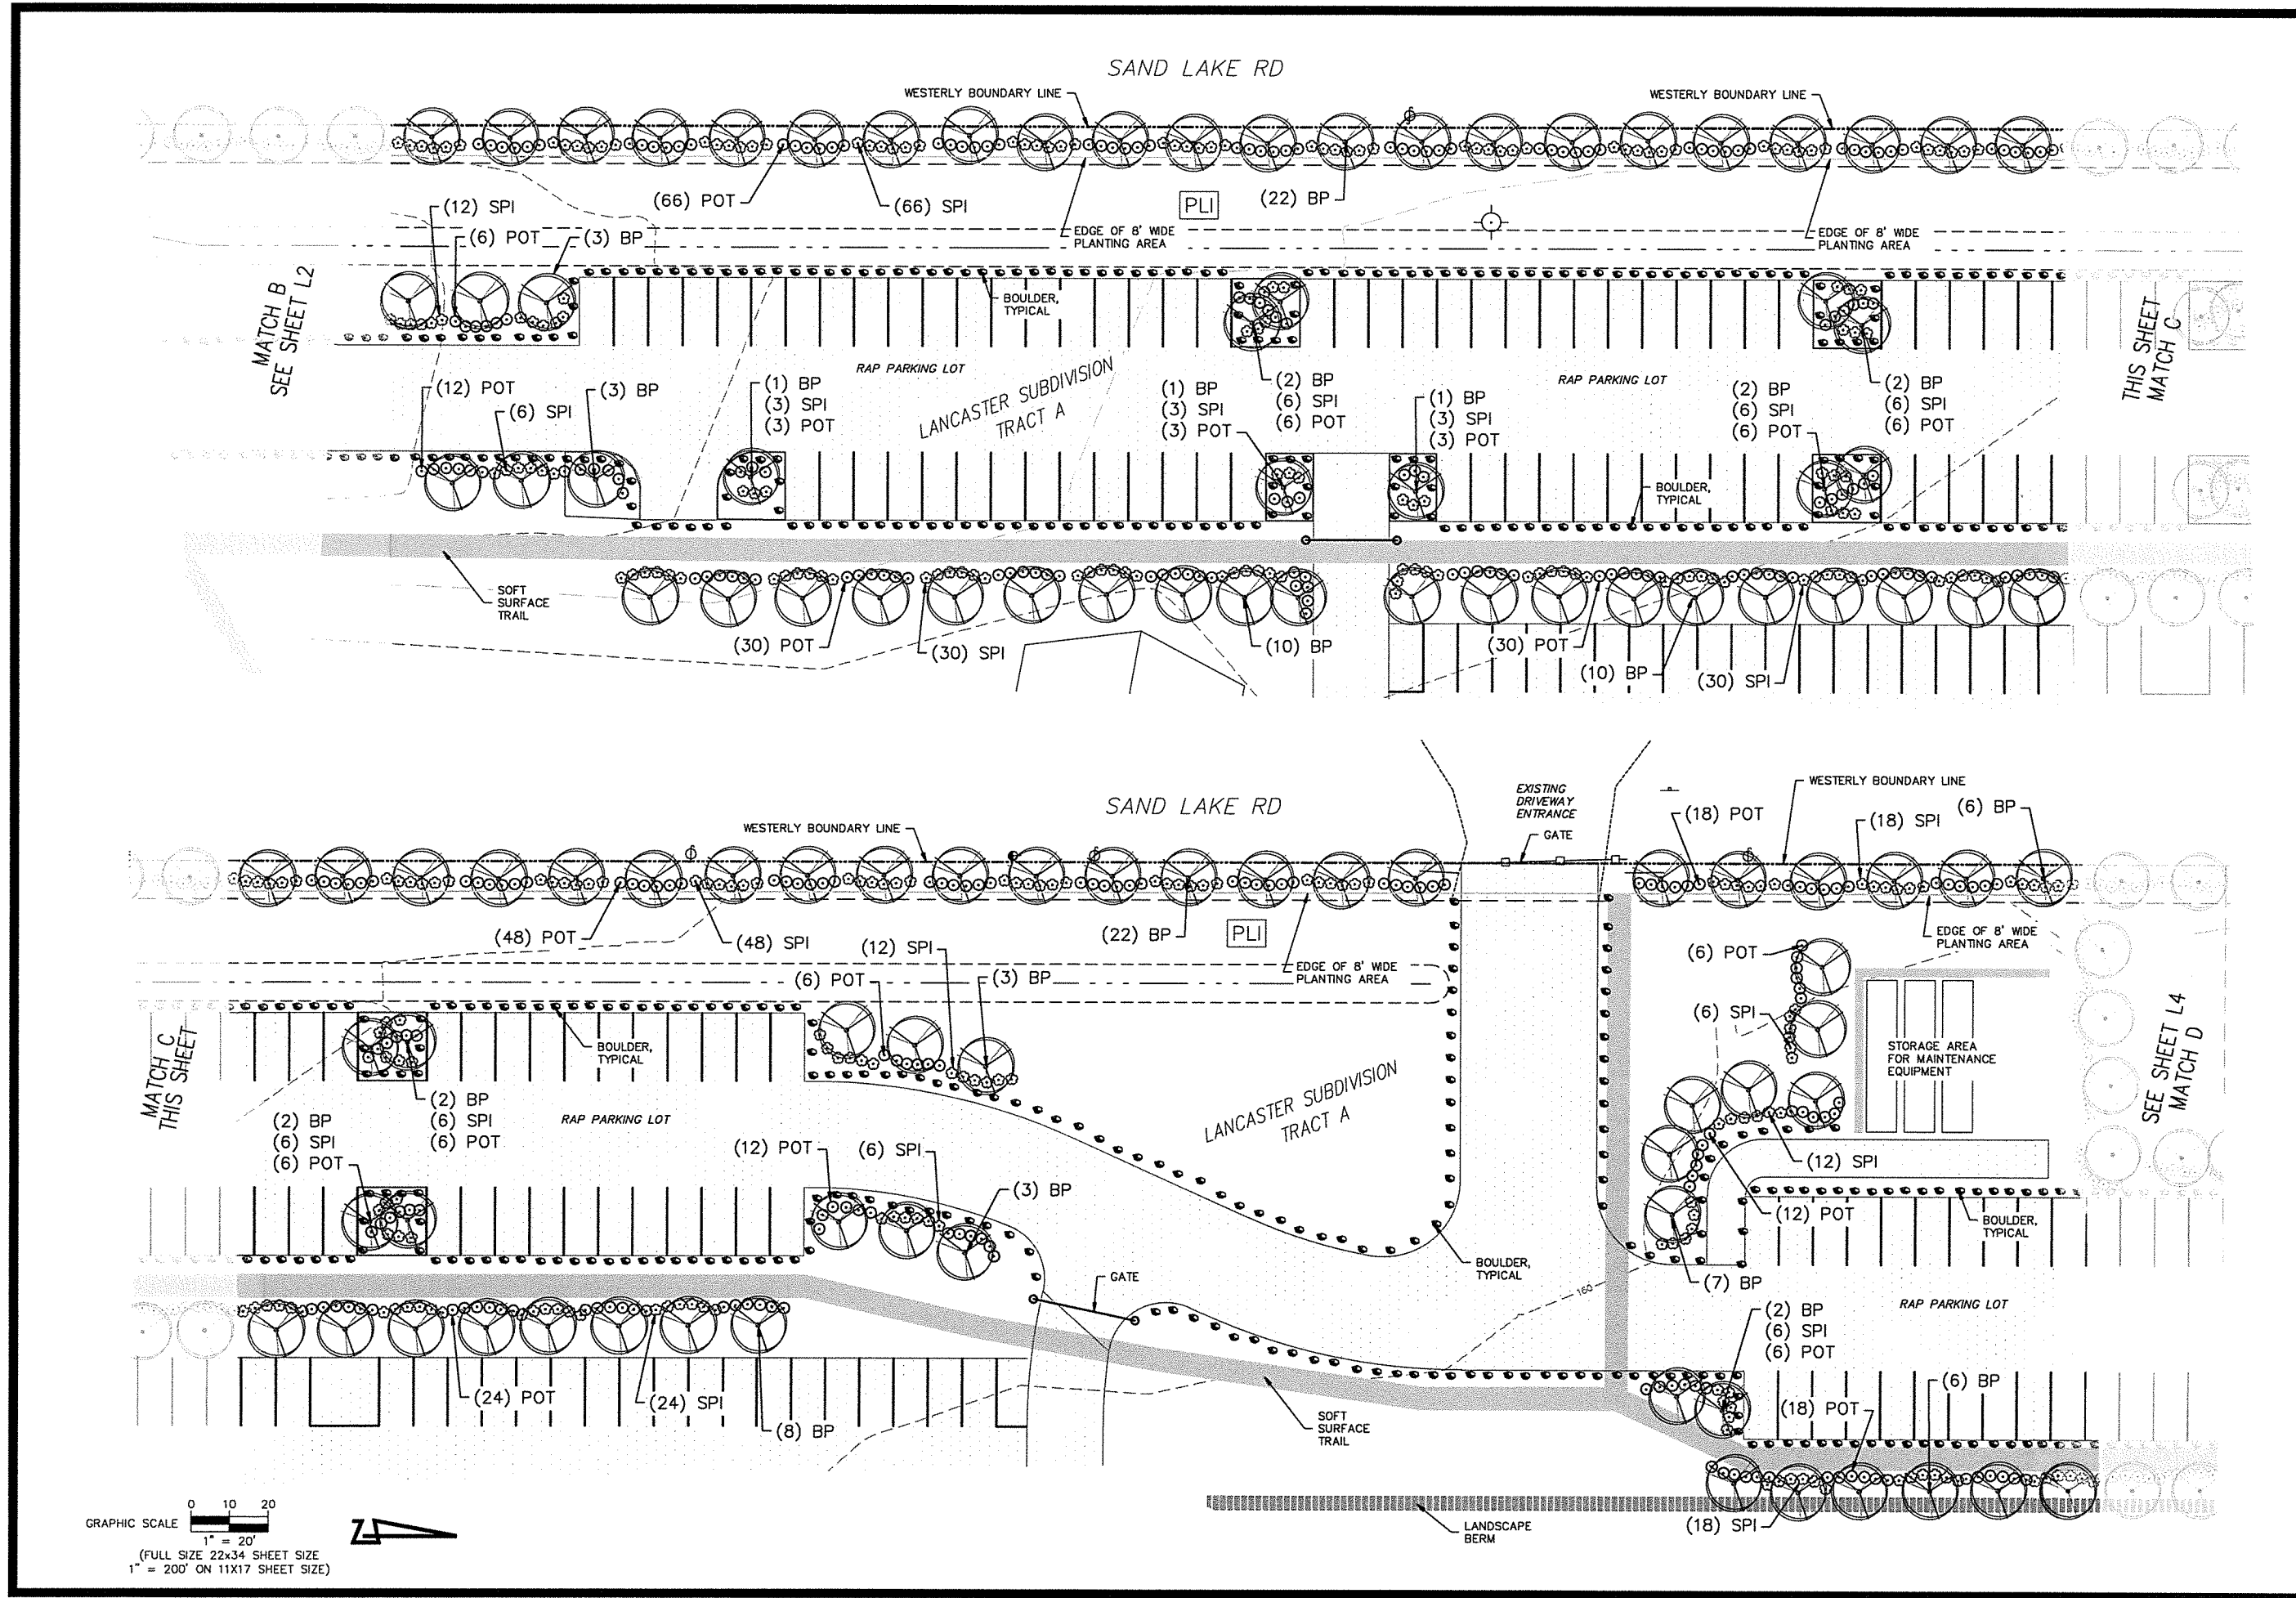 SAND LAKE RD
WESTERLY BOUNDARY LINE
WESTERLY BOUNDARY LINE
(12) SPI
(66) POT
(66) SPI
PLI
(22) BP
(6) POT
(3) BP
EDGE OF 8' WIDE
PLANTING AREA
EDGE OF 8' WIDE
PLANTING AREA
MATCH B
SEE SHEET L2
BOULDER,
TYPICAL
THIS SHEET
MATCH C
RAP PARKING LOT
LANCASTER SUBDIVISION
TRACT A
RAP PARKING LOT
(12) POT
(6) SPI
(3) BP
(1) BP
(3) SPI
(3) POT
(1) BP
(3) SPI
(3) POT
(2) BP
(6) SPI
(6) POT
(1) BP
(3) SPI
(3) POT
(2) BP
(6) SPI
(6) POT
(2) BP
(6) SPI
(6) POT
BOULDER,
TYPICAL
SOFT
SURFACE
TRAIL
(30) POT
(30) SPI
(10) BP
(30) POT
(10) BP
(30) SPI
SAND LAKE RD
WESTERLY BOUNDARY LINE
EXISTING
DRIVEWAY
ENTRANCE
GATE
WESTERLY BOUNDARY LINE
(18) POT
(18) SPI
(6) BP
(48) POT
(48) SPI
(12) SPI
(22) BP
PLI
(6) POT
(3) BP
EDGE OF 8' WIDE
PLANTING AREA
EDGE OF 8' WIDE
PLANTING AREA
(6) POT
(6) SPI
STORAGE AREA
FOR MAINTENANCE
EQUIPMENT
SEE SHEET L4
MATCH D
MATCH C
THIS SHEET
BOULDER,
TYPICAL
(2) BP
(6) SPI
(6) POT
(2) BP
(6) SPI
(6) POT
RAP PARKING LOT
LANCASTER SUBDIVISION
TRACT A
(12) POT
(6) SPI
(3) BP
(12) SPI
(12) POT
BOULDER,
TYPICAL
BOULDER,
TYPICAL
(7) BP
GATE
160
RAP PARKING LOT
(2) BP
(6) SPI
(6) POT
(24) POT
(24) SPI
(8) BP
SOFT
SURFACE
TRAIL
(18) POT
(6) BP
(18) SPI
LANDSCAPE
BERM
0 10 20
GRAPHIC SCALE
1" = 20'
(FULL SIZE 22x34 SHEET SIZE
1" = 200' ON 11X17 SHEET SIZE)
Z